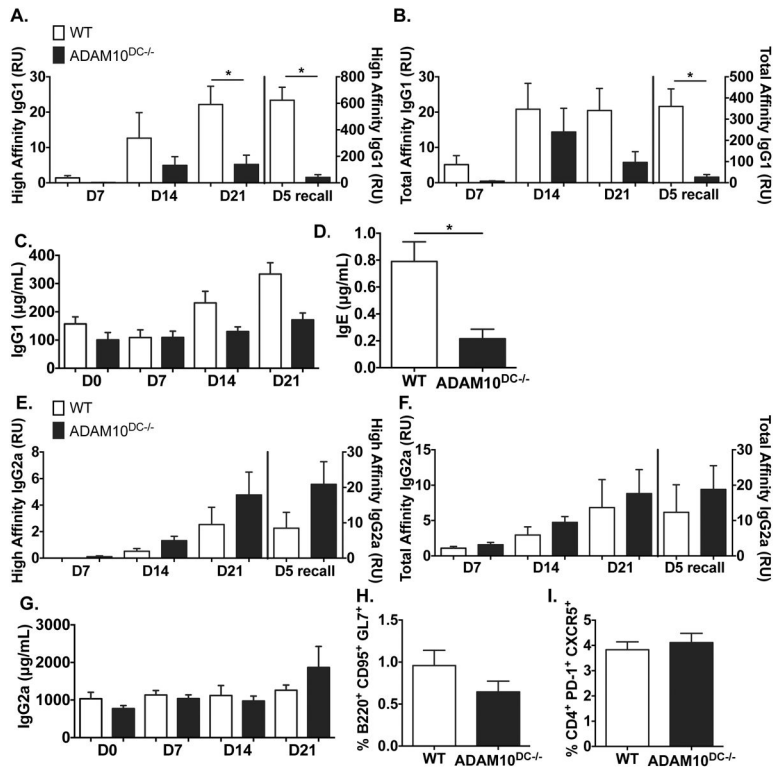 A.
WT
ADAM10DC-/-
High Affinity IgG1 (RU)
30
20
10
0
*
*
800
600
400
200
0
High Affinity IgG1 (RU)
D7 D14 D21 D5 recall
B.
Total Affinity IgG1 (RU)
30
20
10
0
*
500
400
300
200
100
0
Total Affinity IgG1 (RU)
D7 D14 D21 D5 recall
C.
IgG1 (µg/mL)
400
300
200
100
0
D0 D7 D14 D21
D.
IgE (µg/mL)
1.0
0.8
0.6
0.4
0.2
0.0
*
WT ADAM10DC-/-
E.
WT
ADAM10DC-/-
High Affinity IgG2a (RU)
8
6
4
2
0
30
20
10
0
High Affinity IgG2a (RU)
D7 D14 D21 D5 recall
F.
Total Affinity IgG2a (RU)
15
10
5
0
30
20
10
0
Total Affinity IgG2a (RU)
D7 D14 D21 D5 recall
G.
IgG2a (µg/mL)
3000
2000
1000
0
D0 D7 D14 D21
H.
% B220+ CD95+ GL7+
1.5
1.0
0.5
0.0
WT ADAM10DC-/-
I.
% CD4+ PD-1+ CXCR5+
5
4
3
2
1
0
WT ADAM10DC-/-